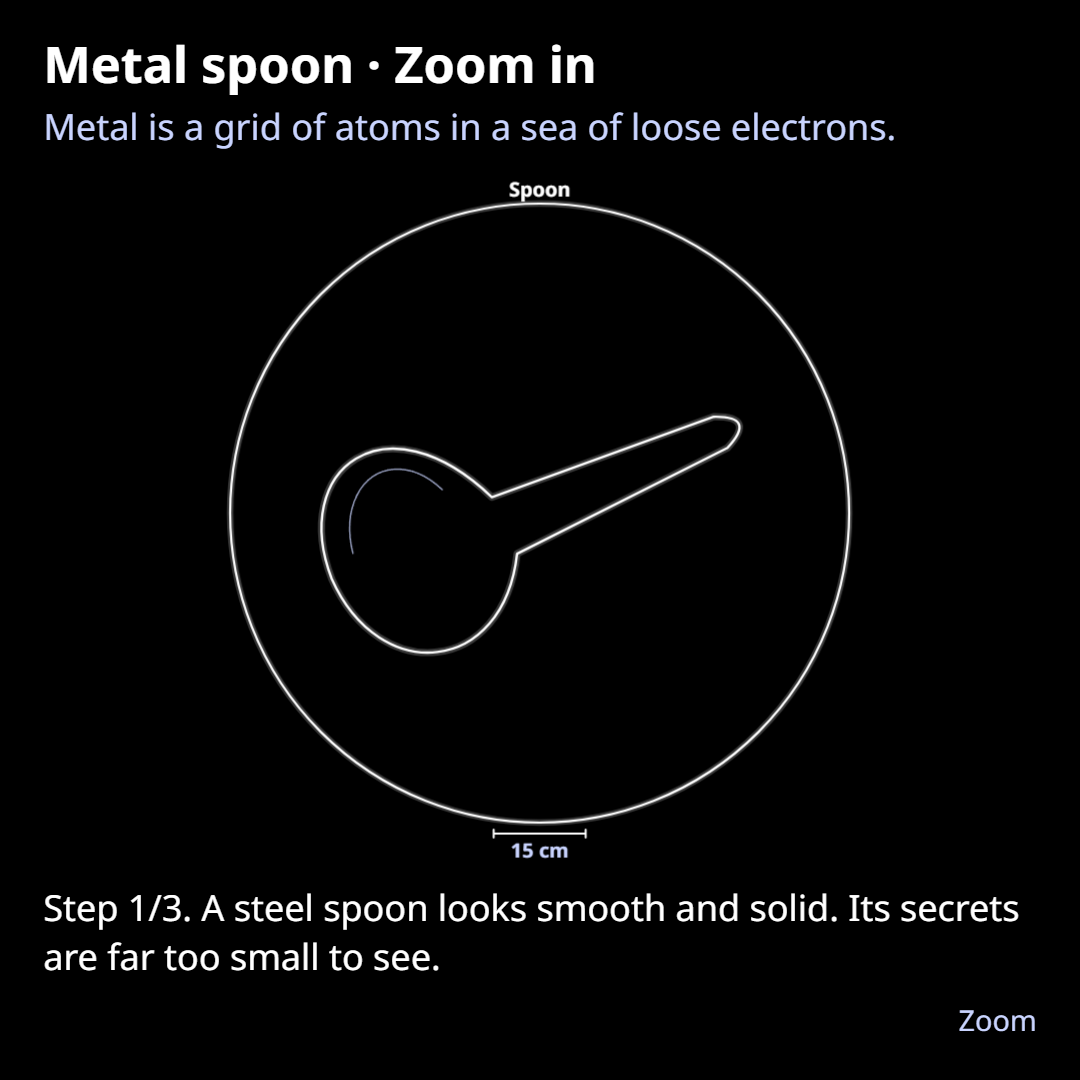 Metal spoon · Zoom in
Metal is a grid of atoms in a sea of loose electrons.
Spoon
15 cm
Step 1/3. A steel spoon looks smooth and solid. Its secrets
are far too small to see.
Zoom